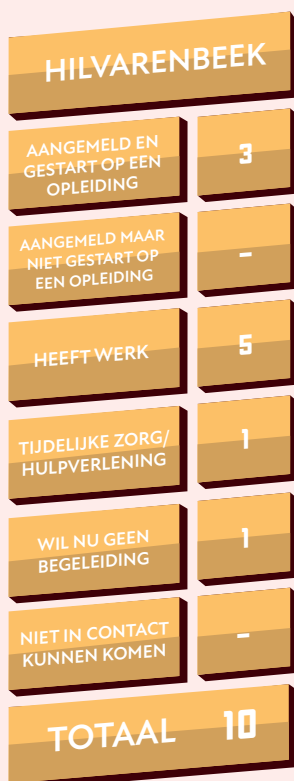 HILVARENBEEK
AANGEMELD EN
GESTART OP EEN
OPLEIDING
3
AANGEMELD MAAR
NIET GESTART OP
EEN OPLEIDING
-
HEEFT WERK
5
TIJDELIJKE ZORG/
HULPVERLENING
1
WIL NU GEEN
BEGELEIDING
1
NIET IN CONTACT
KUNNEN KOMEN
-
TOTAAL 10